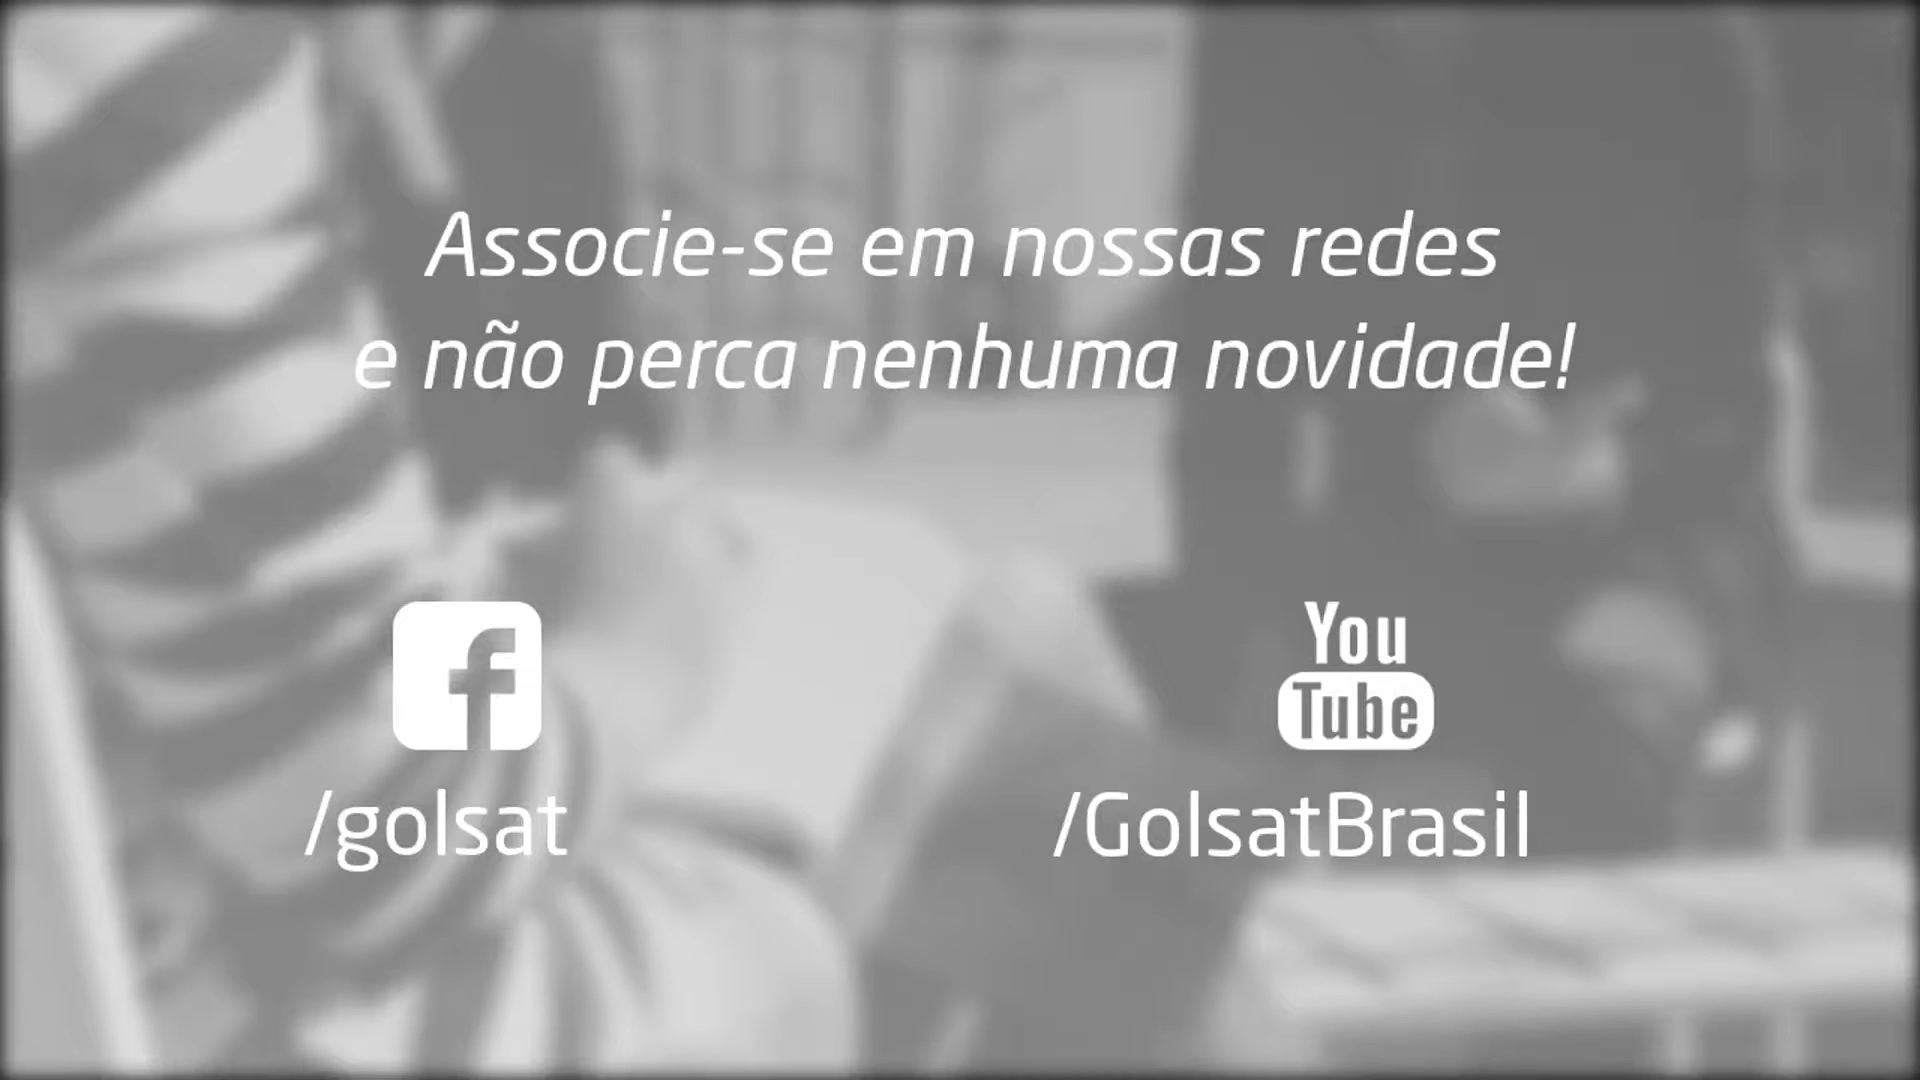 Associe-se em nossas redes
e não perca nenhuma novidade!
f
You
Tube
/golsat
/GolsatBrasil